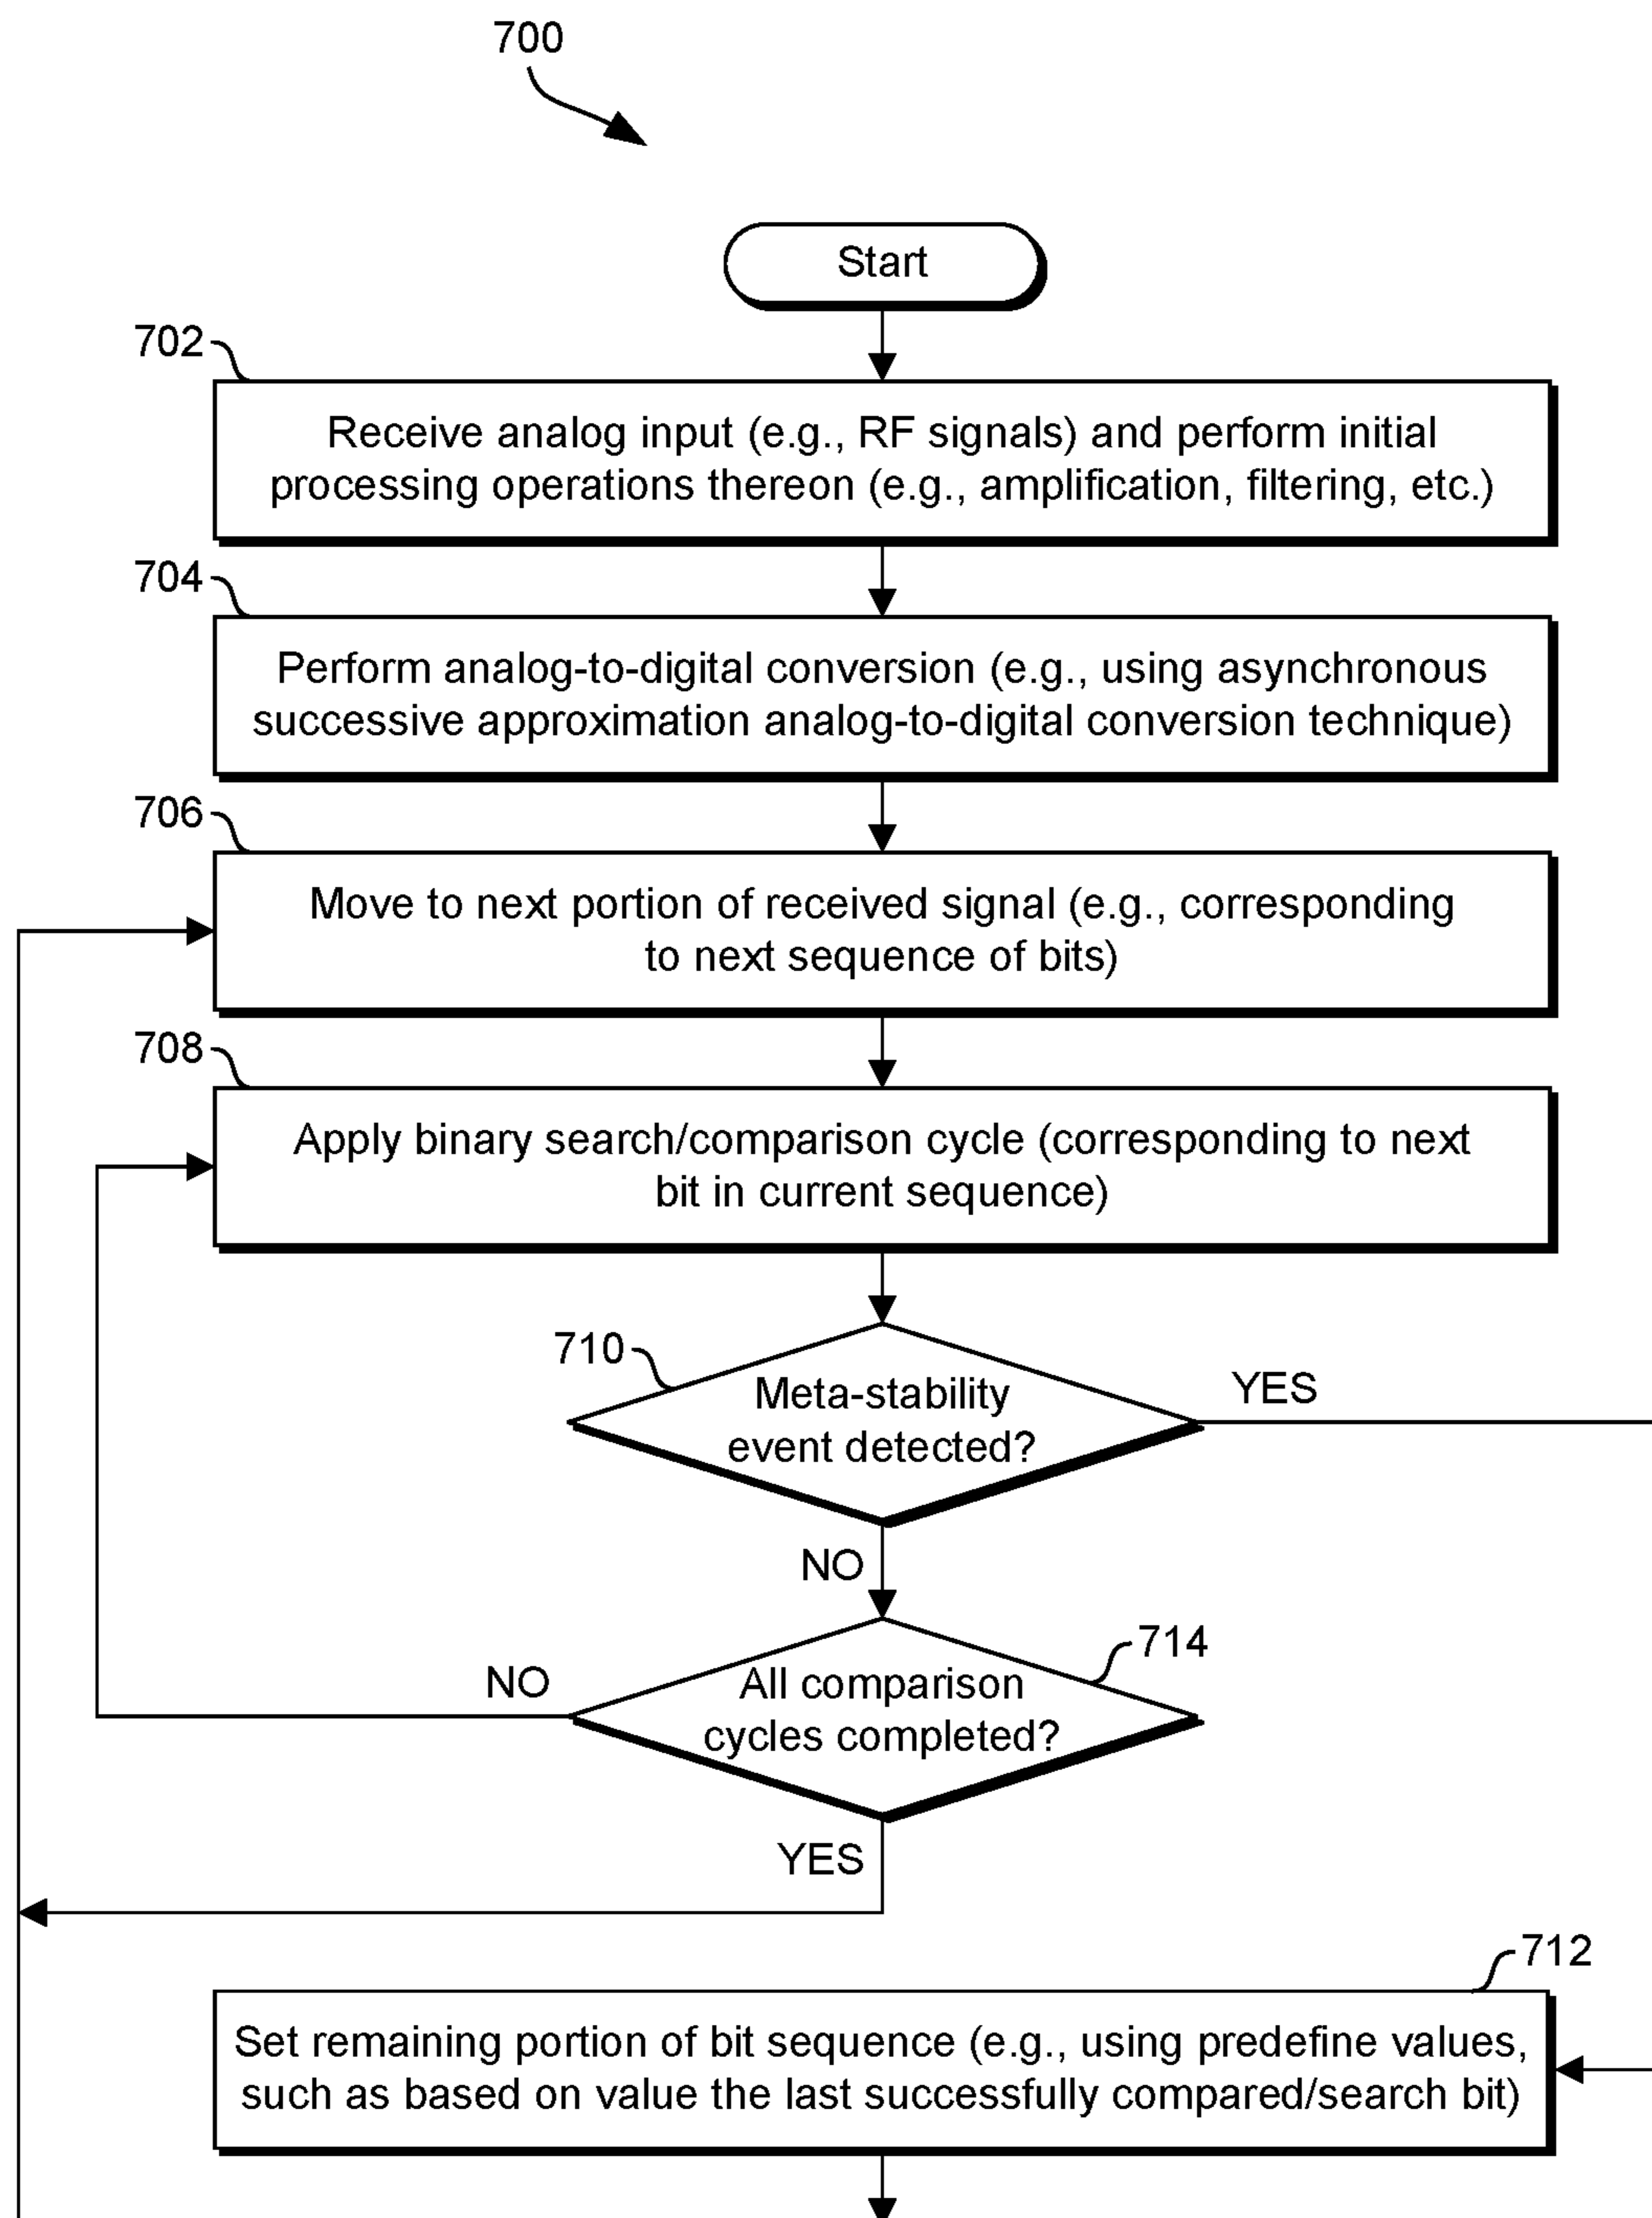 700
Start
702
Receive analog input (e.g., RF signals) and perform initial
processing operations thereon (e.g., amplification, filtering, etc.)
704
Perform analog-to-digital conversion (e.g., using asynchronous
successive approximation analog-to-digital conversion technique)
706
Move to next portion of received signal (e.g., corresponding
to next sequence of bits)
708
Apply binary search/comparison cycle (corresponding to next
bit in current sequence)
710
Meta-stability
event detected?
YES
NO
714
All comparison
cycles completed?
NO
YES
712
Set remaining portion of bit sequence (e.g., using predefine values,
such as based on value the last successfully compared/search bit)